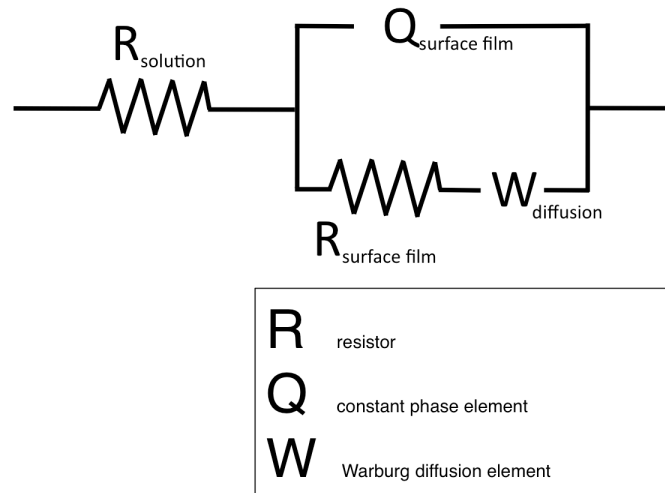 Q surface film
R solution
W diffusion
R surface film
R resistor
Q constant phase element
W Warburg diffusion element